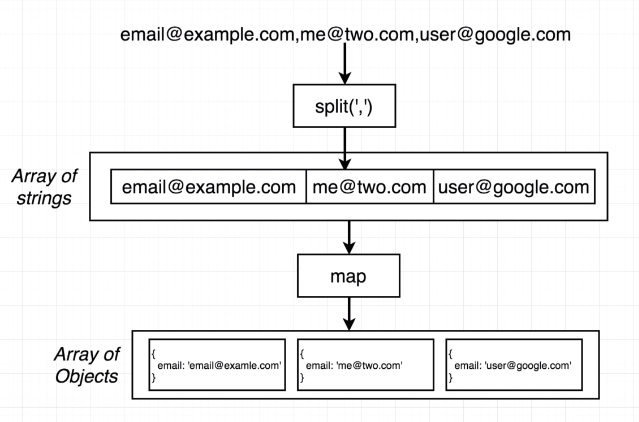 email@example.com,me@two.com,user@google.com
split(',')
Array of
strings
email@example.com me@two.com user@google.com
map
Array of
Objects
{
email: 'email@examle.com'
}
{
email: 'me@two.com'
}
{
email: 'user@google.com'
}